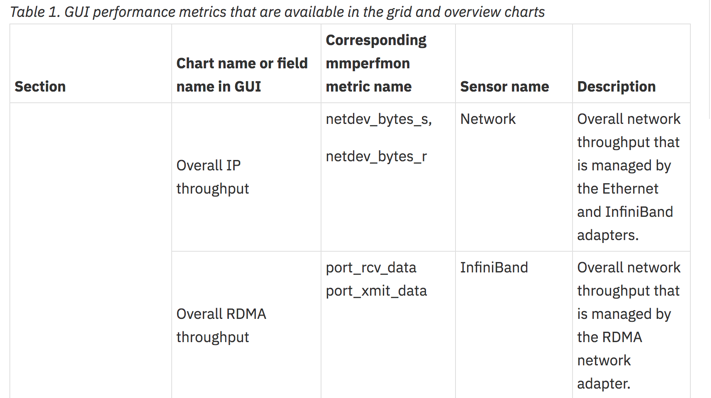 Table 1. GUI performance metrics that are available in the grid and overview charts
Section
Chart name or field
name in GUI
Corresponding
mmperfmon
metric name
Sensor name
Description
Overall IP
throughput
netdev_bytes_s,
netdev_bytes_r
Network
Overall network
throughput that
is managed by
the Ethernet
and InfiniBand
adapters.
Overall RDMA
throughput
port_rcv_data
port_xmit_data
InfiniBand
Overall network
throughput that
is managed by
the RDMA
network
adapter.